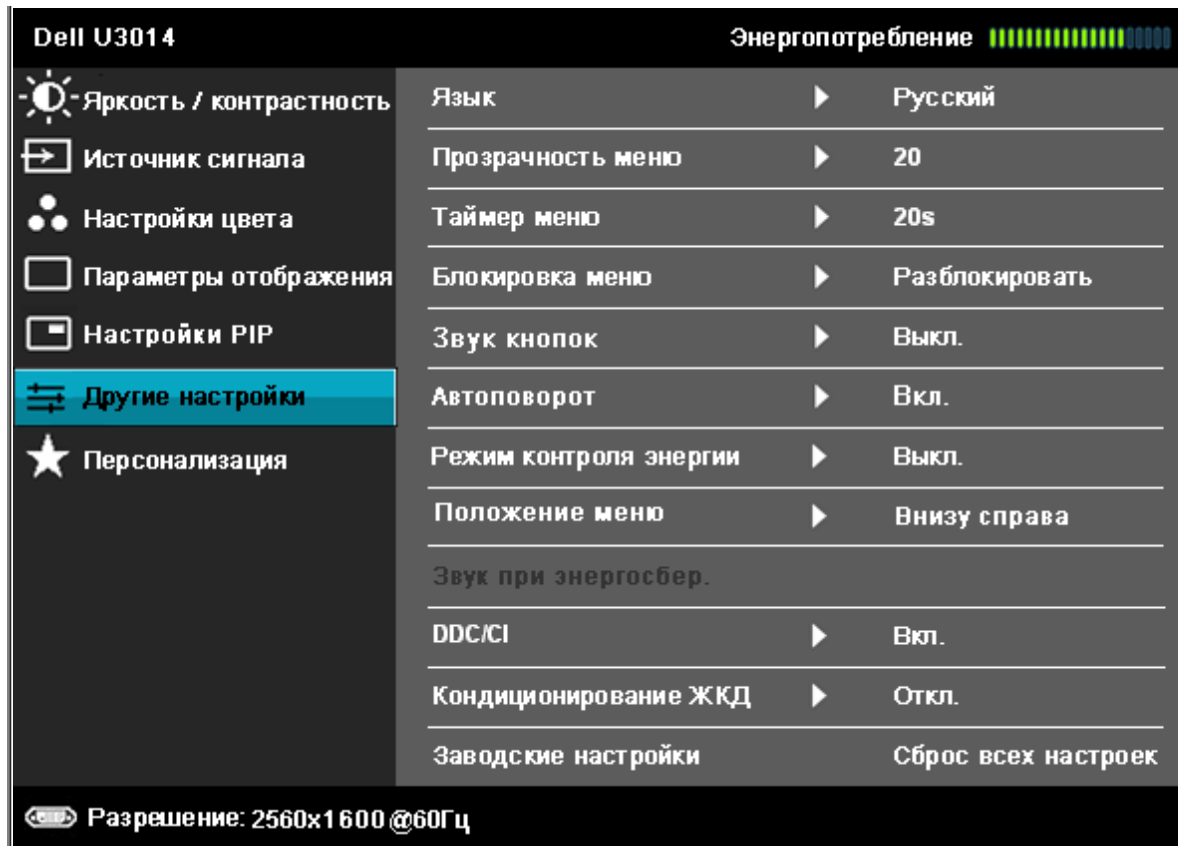 Dell U3014 Энергопотребление
Яркость / контрастность
Источник сигнала
Настройки цвета
Параметры отображения
Настройки PIP
Другие настройки
Персонализация
Язык Русский
Прозрачность меню 20
Таймер меню 20s
Блокировка меню Разблокировать
Звук кнопок Выкл.
Автоповорот Вкл.
Режим контроля энергии Выкл.
Положение меню Внизу справа
Звук при энергосбер.
DDC/CI Вкл.
Кондиционирование ЖКД Откл.
Заводские настройки Сброс всех настроек
Разрешение: 2560x1600@60Гц